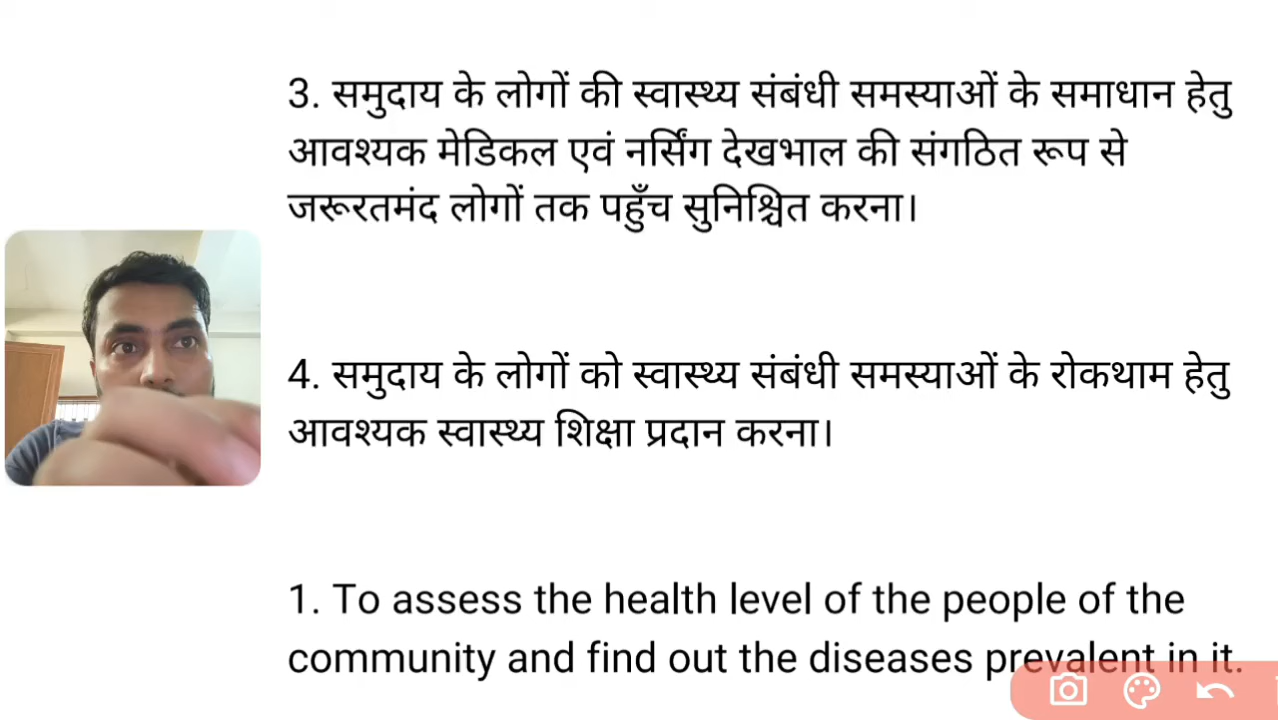 3. समुदाय के लोगों की स्वास्थ्य संबंधी समस्याओं के समाधान हेतु
आवश्यक मेडिकल एवं नर्सिंग देखभाल की संगठित रूप से
जरूरतमंद लोगों तक पहुँच सुनिश्चित करना।
4. समुदाय के लोगों को स्वास्थ्य संबंधी समस्याओं के रोकथाम हेतु
आवश्यक स्वास्थ्य शिक्षा प्रदान करना।
1. To assess the health level of the people of the
community and find out the diseases prevalent in it.